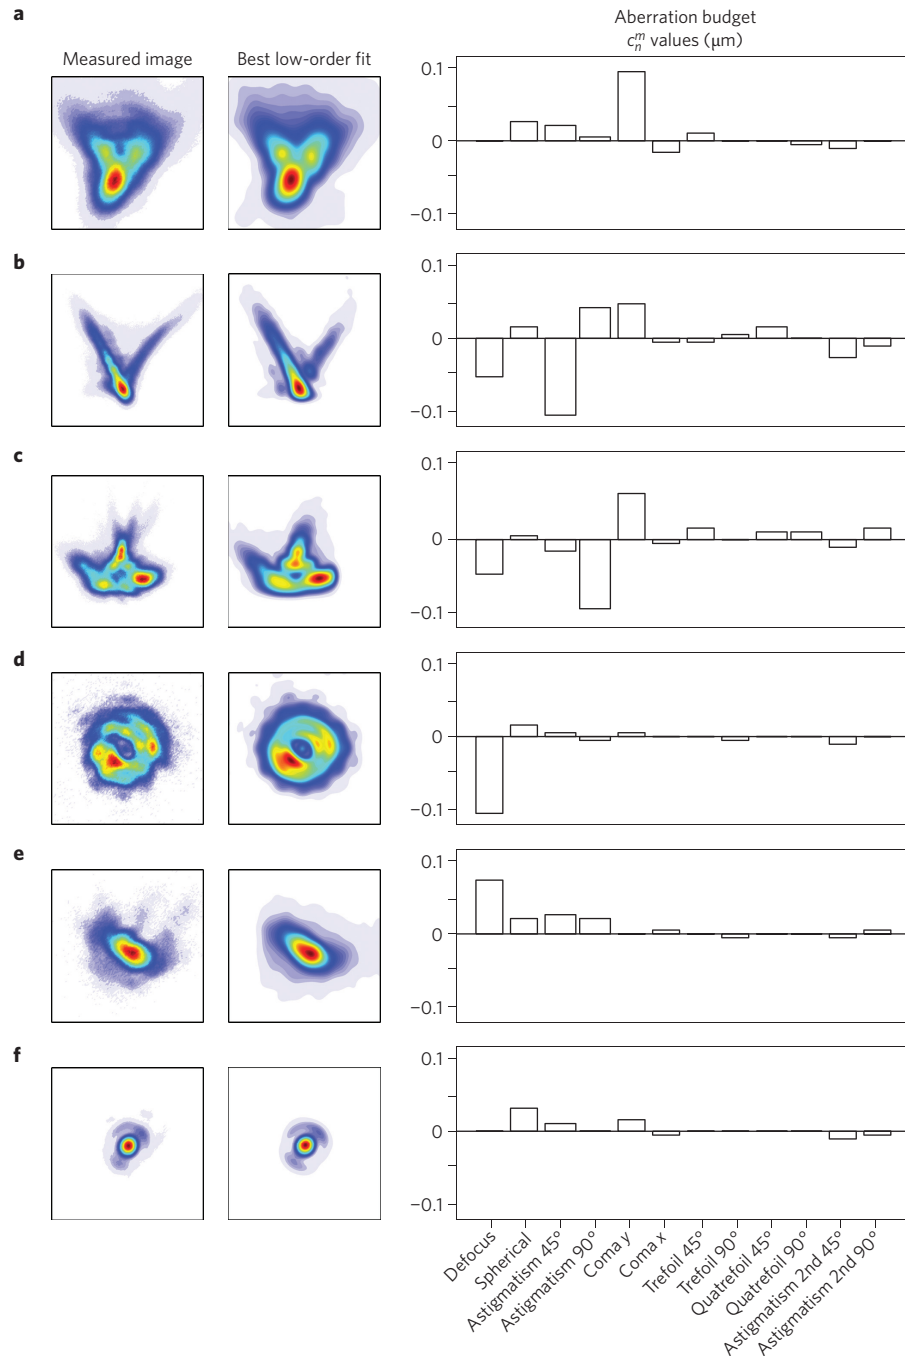 a
Aberration budget
cₙᵐ values (μm)
Measured image
Best low-order fit
0.1
0
−0.1
b
0.1
0
−0.1
c
0.1
0
−0.1
d
0.1
0
−0.1
e
0.1
0
−0.1
f
0.1
0
−0.1
Defocus
Spherical
Astigmatism 45°
Astigmatism 90°
Coma y
Coma x
Trefoil 45°
Trefoil 90°
Quatrefoil 45°
Quatrefoil 90°
Astigmatism 2nd 45°
Astigmatism 2nd 90°